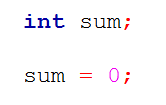 int sum;
sum = 0;